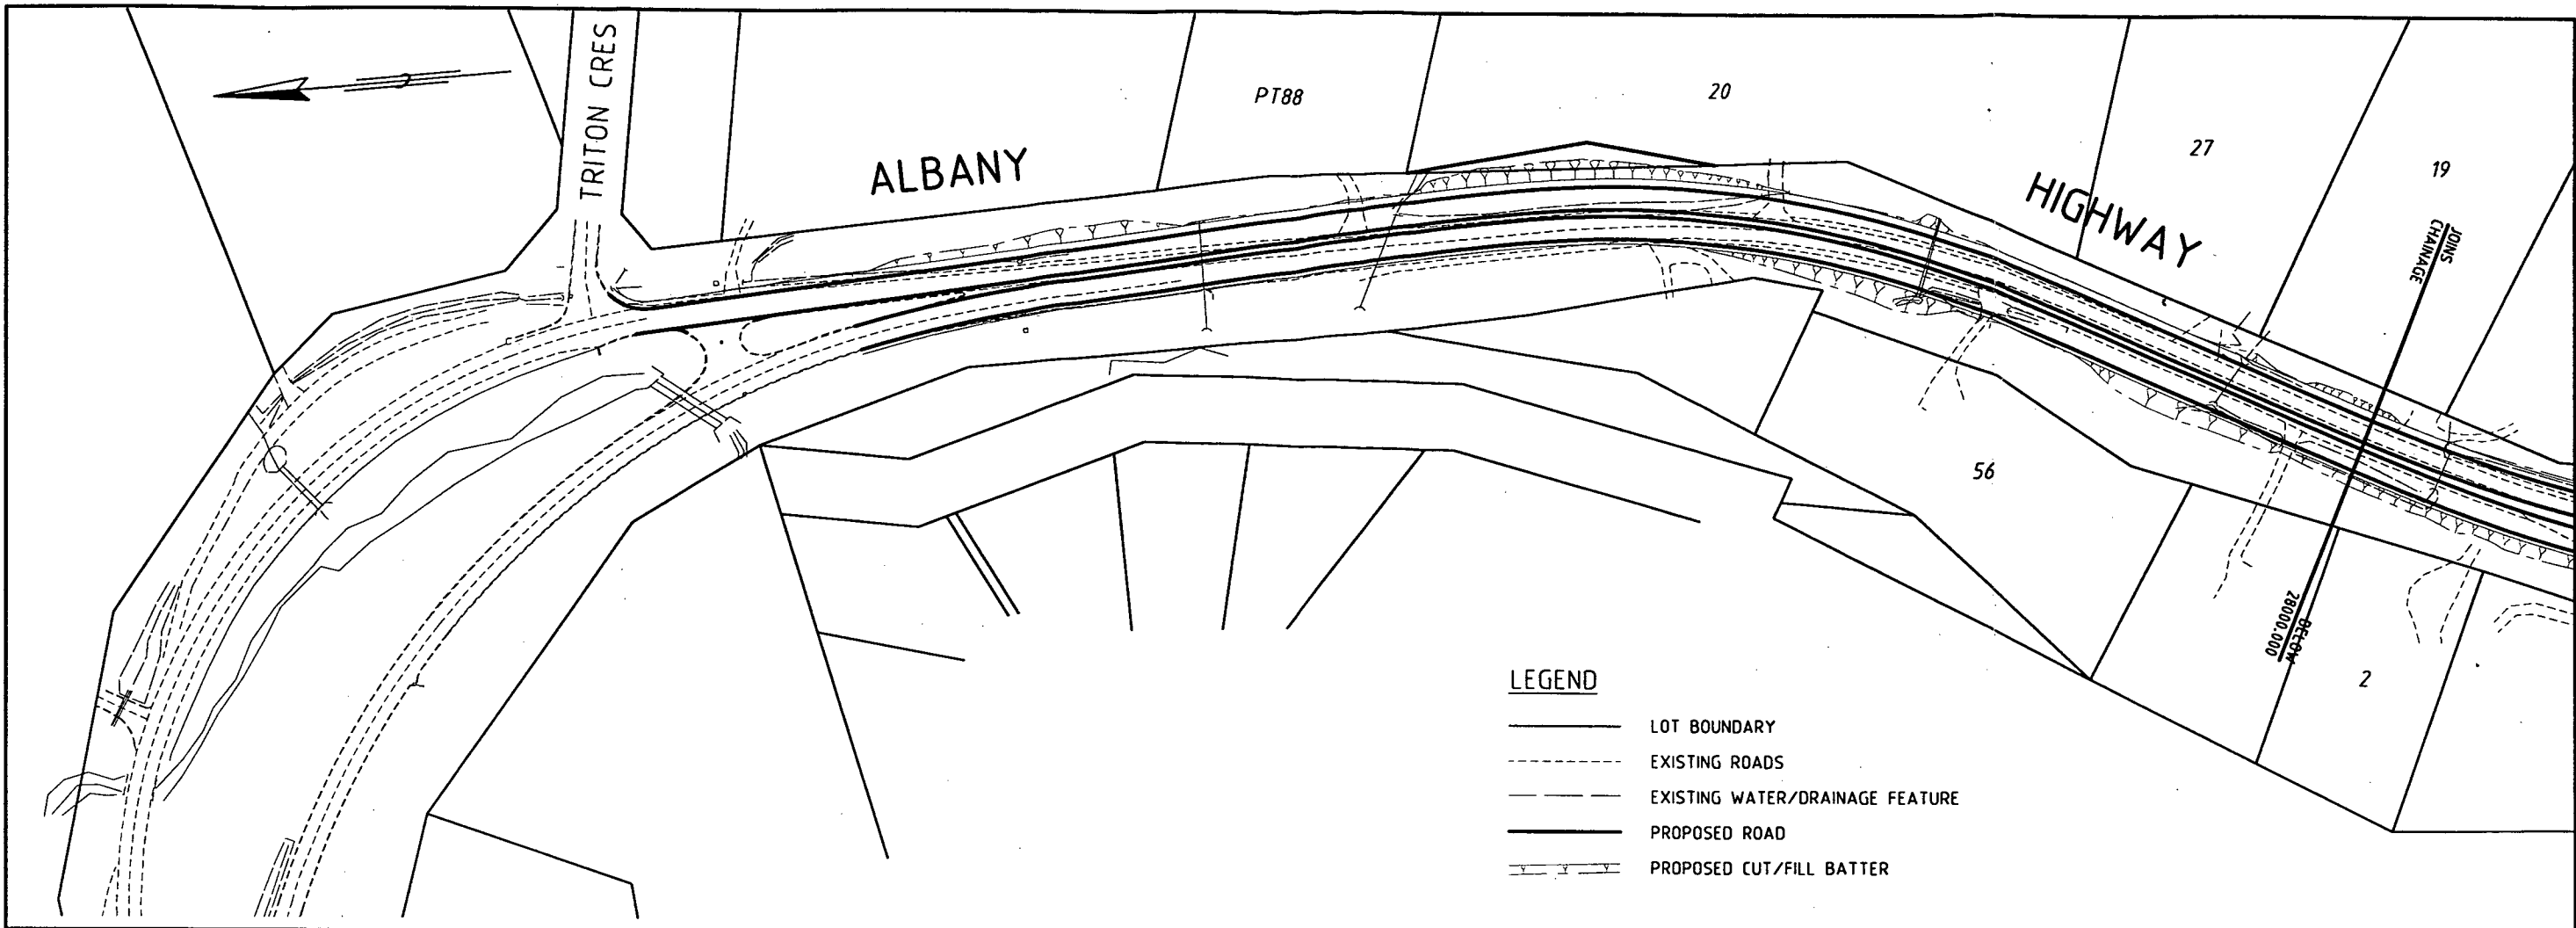 TRITON CRES
ALBANY
PT88
20
HIGHWAY
27
19
JOINS
CHAINAGE
56
BELOW
28000.000
2
LEGEND
LOT BOUNDARY
EXISTING ROADS
EXISTING WATER/DRAINAGE FEATURE
PROPOSED ROAD
PROPOSED CUT/FILL BATTER